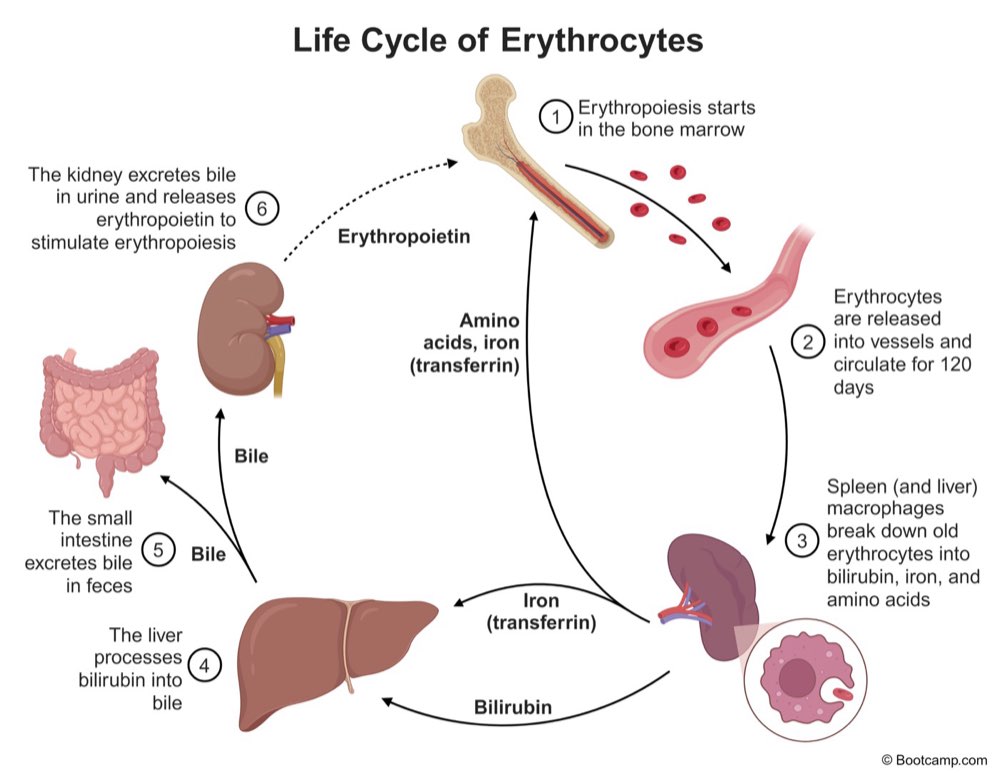 Life Cycle of Erythrocytes
1
Erythropoiesis starts
in the bone marrow
2
Erythrocytes
are released
into vessels and
circulate for 120
days
3
Spleen (and liver)
macrophages
break down old
erythrocytes into
bilirubin, iron, and
amino acids
Amino
acids, iron
(transferrin)
Iron
(transferrin)
Bilirubin
4
The liver
processes
bilirubin into
bile
Bile
5
The small
intestine
excretes bile
in feces
Bile
6
The kidney excretes bile
in urine and releases
erythropoietin to
stimulate erythropoiesis
Erythropoietin
© Bootcamp.com